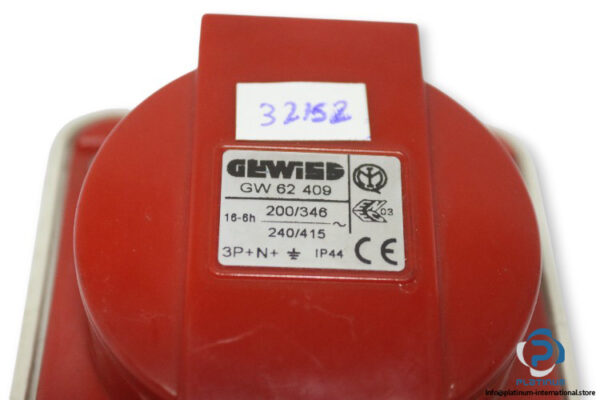 32152
GEWISS
GW 62 409
16-6h 200/346 ~
240/415
03
3P+N+ IP44 CE
PLATINUM
info@platinum-international.store